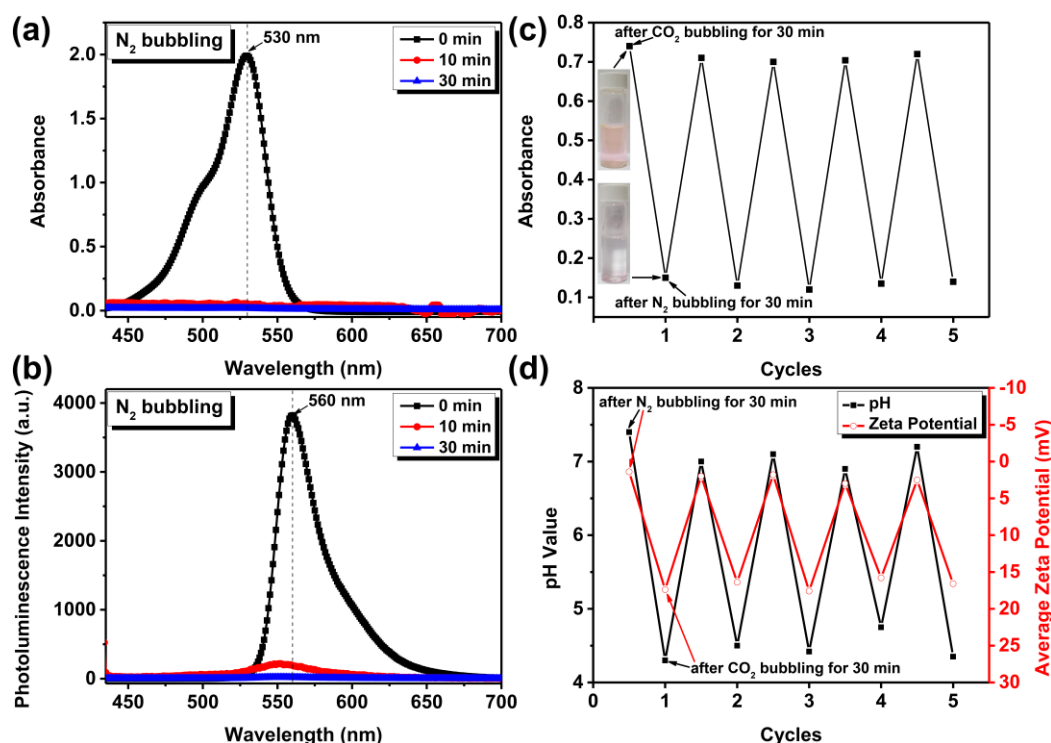 (a)
N₂ bubbling
530 nm
0 min
10 min
30 min
Absorbance
2.0
1.5
1.0
0.5
0.0
450 500 550 600 650 700
Wavelength (nm)
(b)
N₂ bubbling
560 nm
0 min
10 min
30 min
Photoluminescence Intensity (a.u.)
4000
3000
2000
1000
0
450 500 550 600 650 700
Wavelength (nm)
(c)
after CO₂ bubbling for 30 min
after N₂ bubbling for 30 min
Absorbance
0.8
0.7
0.6
0.5
0.4
0.3
0.2
0.1
0 1 2 3 4 5
Cycles
(d)
after N₂ bubbling for 30 min
pH
Zeta Potential
after CO₂ bubbling for 30 min
pH Value
8
7
6
5
4
0 1 2 3 4 5
Cycles
-10
-5
0
5
10
15
20
25
30
Average Zeta Potential (mV)